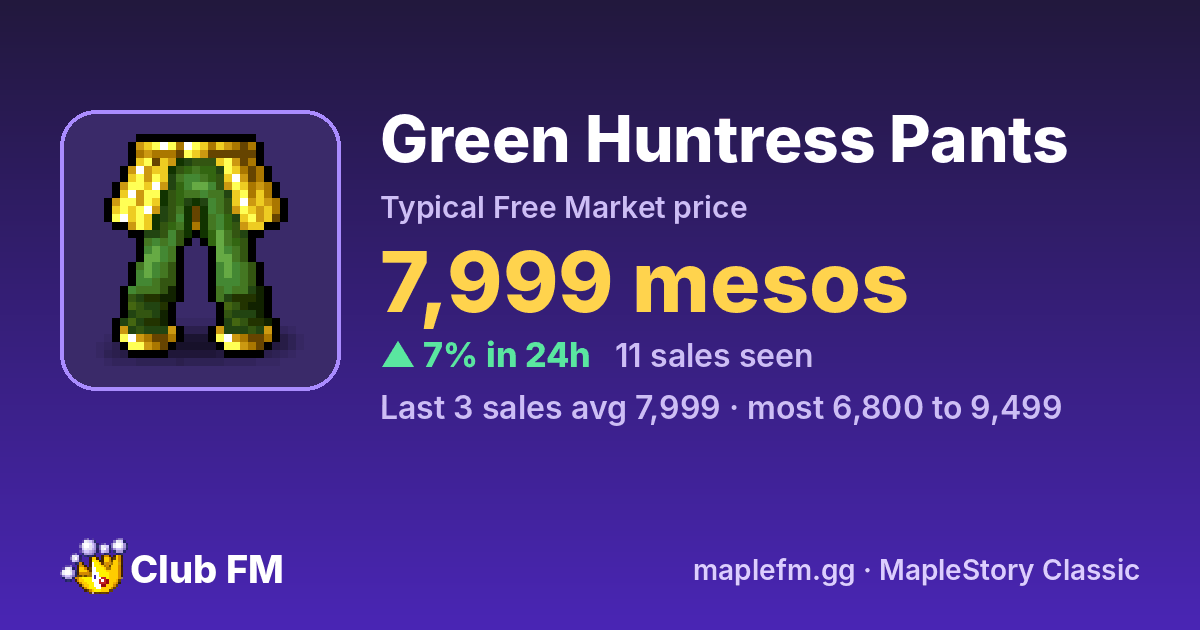 Green Huntress Pants
Typical Free Market price
7,999 mesos
▲ 7% in 24h 11 sales seen
Last 3 sales avg 7,999 · most 6,800 to 9,499
Club FM
maplefm.gg · MapleStory Classic